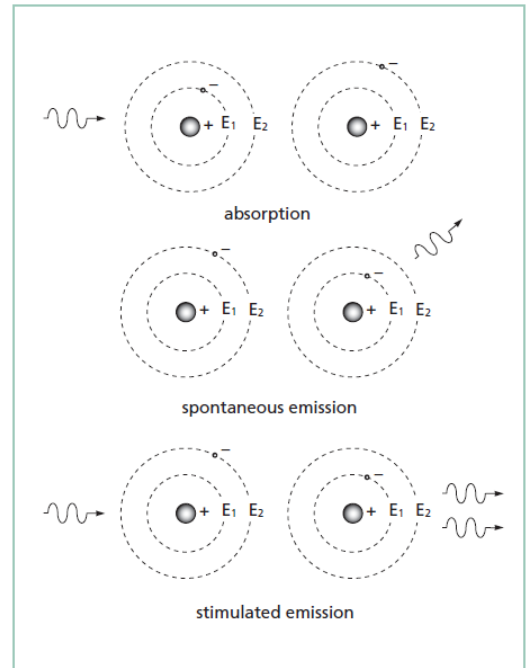 −
−
+ E1 E2
+ E1 E2
absorption
−
−
+ E1 E2
+ E1 E2
spontaneous emission
−
−
+ E1 E2
+ E1 E2
stimulated emission